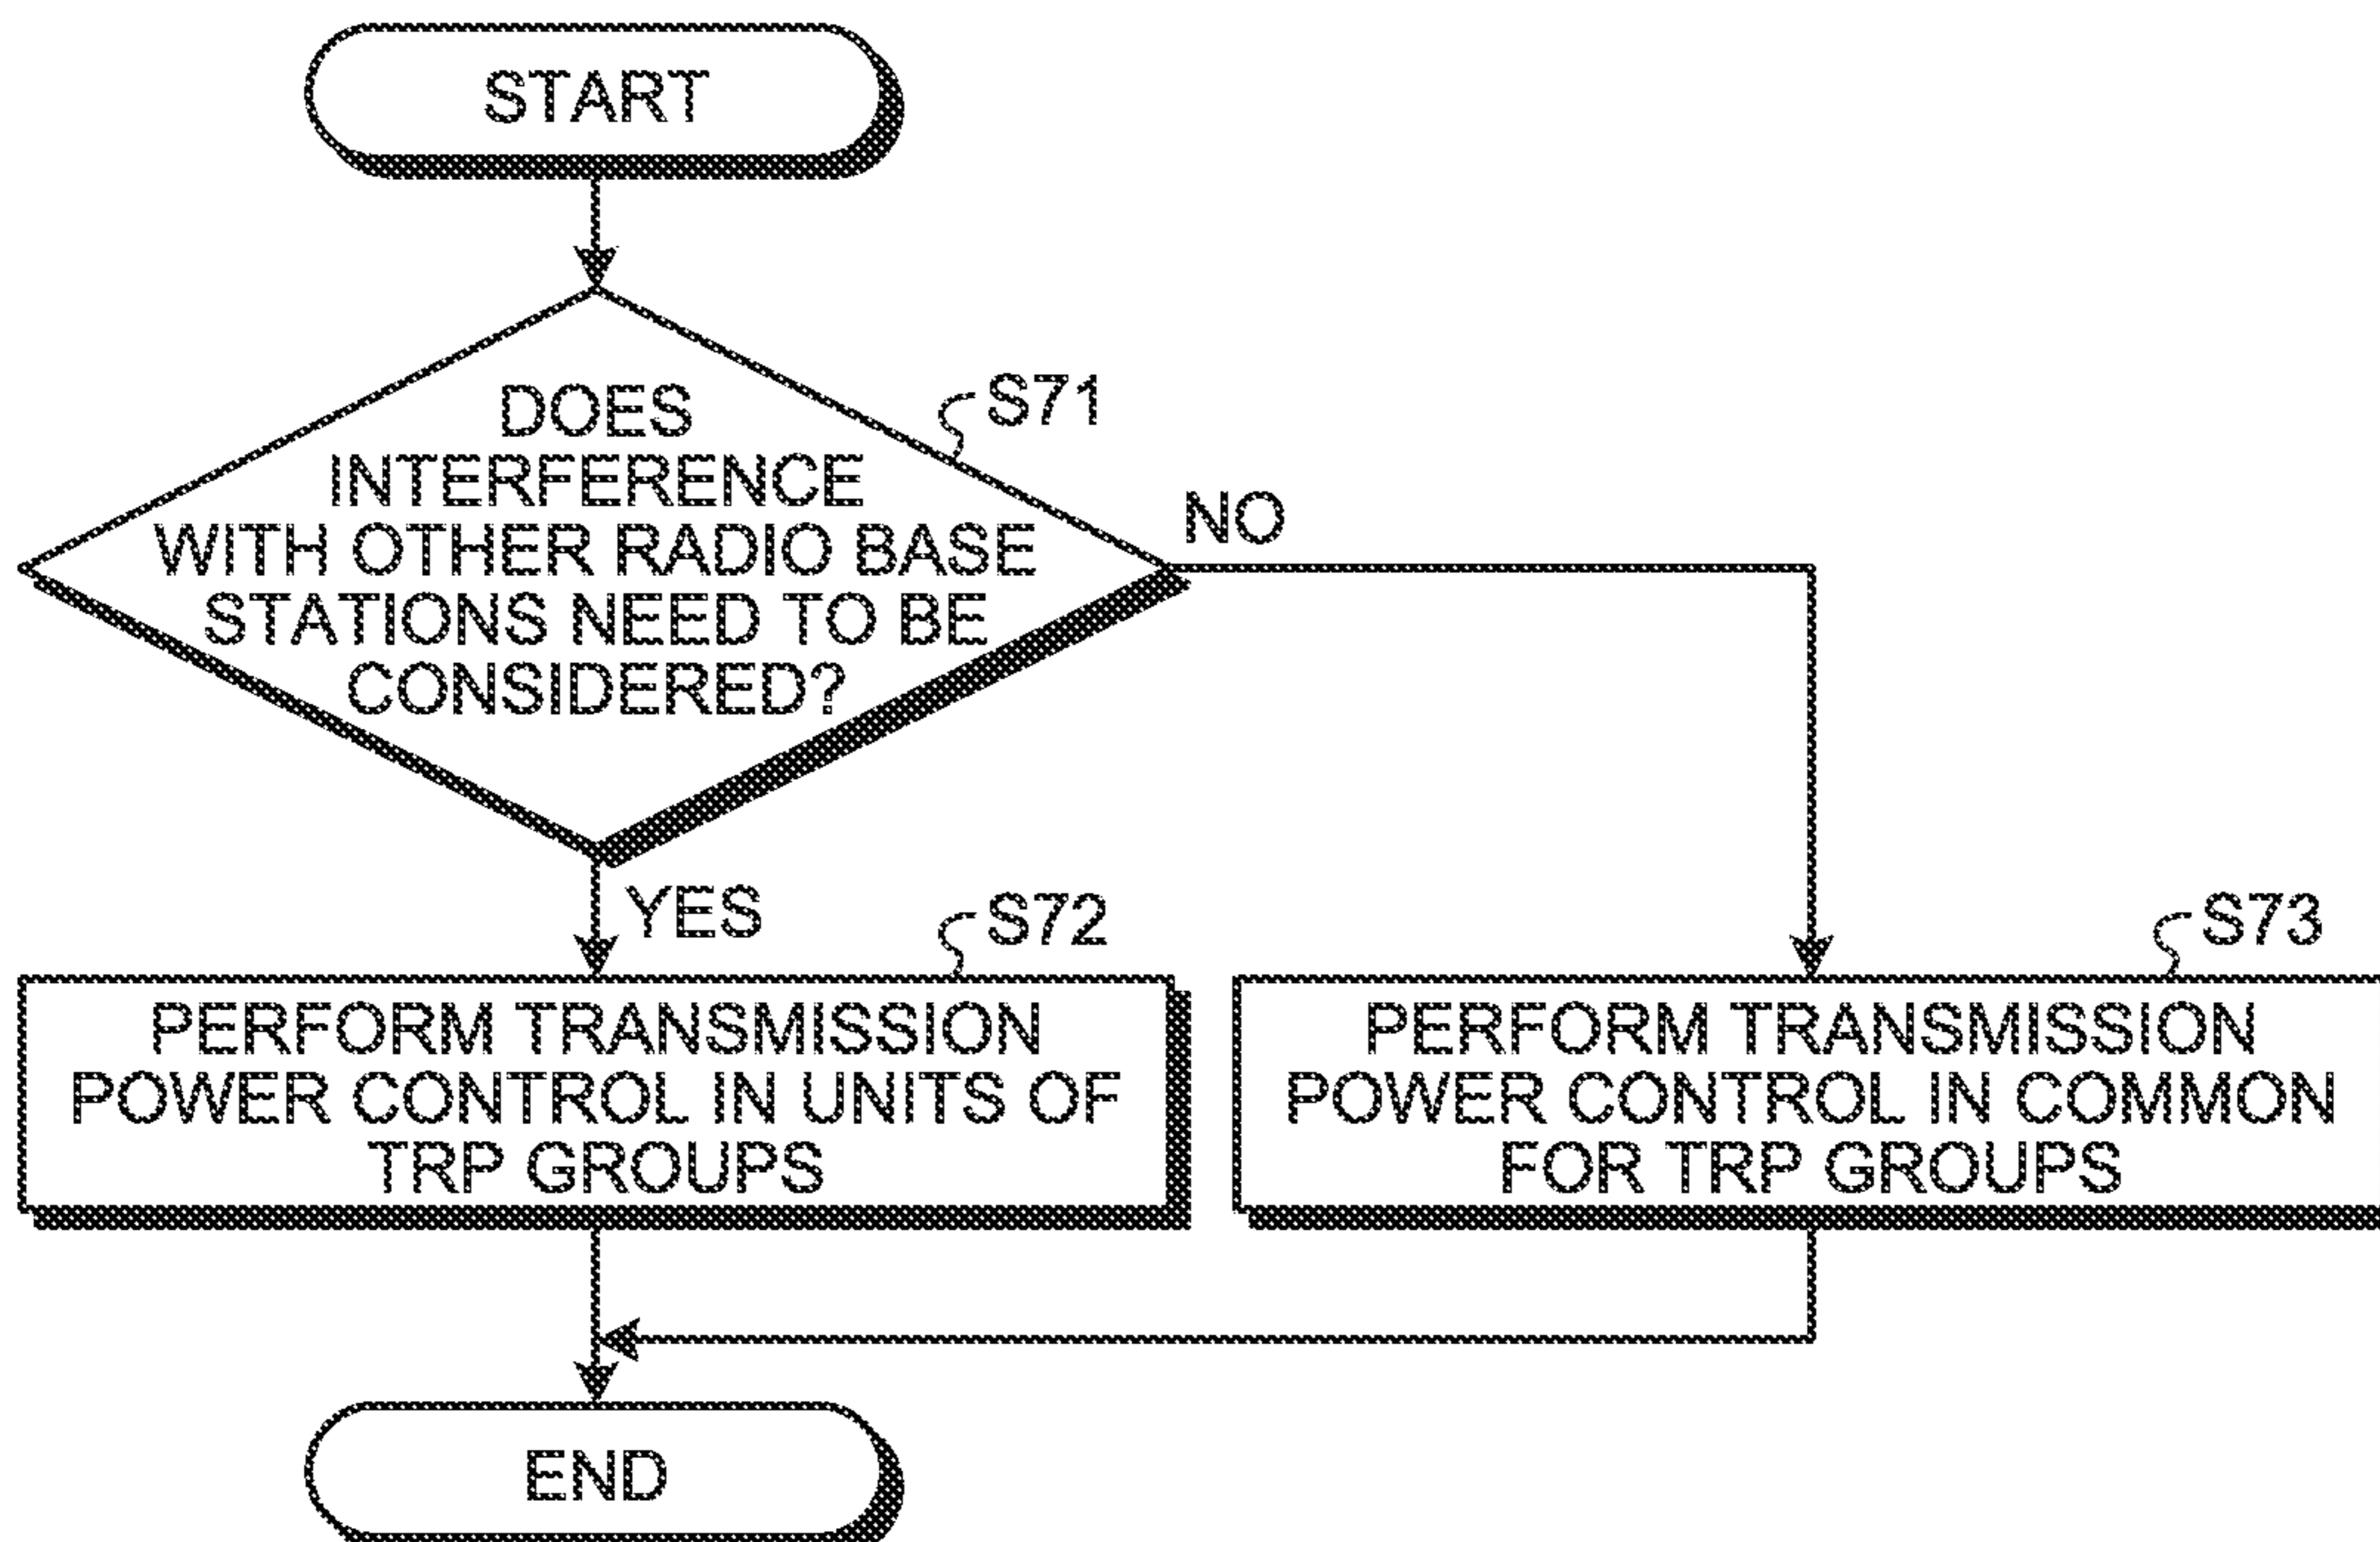 START
DOES
INTERFERENCE
WITH OTHER RADIO BASE
STATIONS NEED TO BE
CONSIDERED?
S71
NO
YES
S72
PERFORM TRANSMISSION
POWER CONTROL IN UNITS OF
TRP GROUPS
S73
PERFORM TRANSMISSION
POWER CONTROL IN COMMON
FOR TRP GROUPS
END